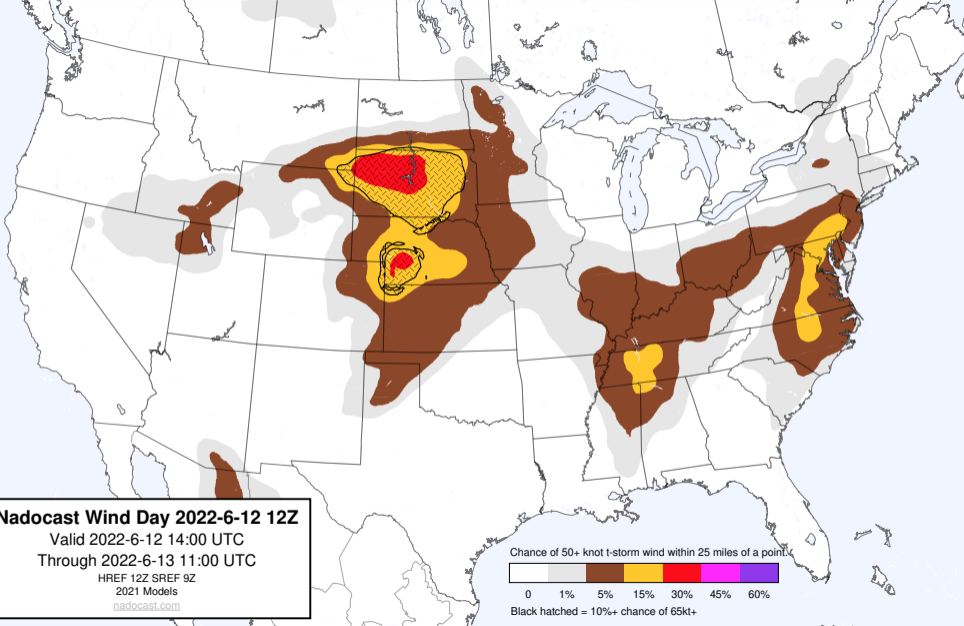 Nadocast Wind Day 2022-6-12 12Z
Valid 2022-6-12 14:00 UTC
Through 2022-6-13 11:00 UTC
HREF 12Z SREF 9Z
2021 Models
nadocast.com
Chance of 50+ knot t-storm wind within 25 miles of a point.
0 1% 5% 15% 30% 45% 60%
Black hatched = 10%+ chance of 65kt+